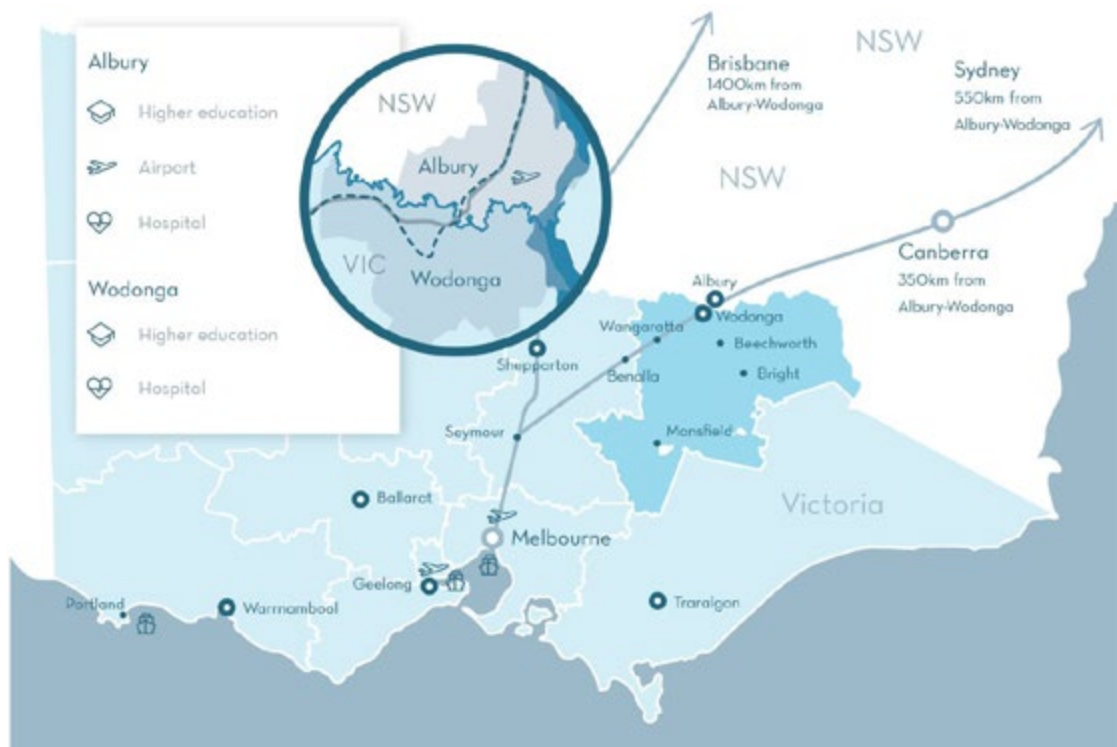 Albury
Higher education
Airport
Hospital
Wodonga
Higher education
Hospital
NSW
Albury
VIC
Wodonga
Brisbane
1400km from
Albury-Wodonga
NSW
Sydney
550km from
Albury-Wodonga
NSW
Canberra
350km from
Albury-Wodonga
Albury
Wodonga
Wangaratta
Beechworth
Shepparton
Benalla
Bright
Seymour
Mansfield
Ballarat
Victoria
Melbourne
Geelong
Portland
Warrnambool
Traralgon